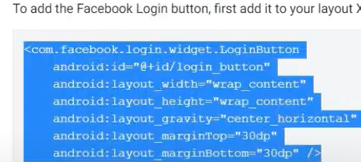 To add the Facebook Login button, first add it to your layout X
<com.facebook.login.widget.LoginButton
android:id="@+id/login_button"
android:layout_width="wrap_content"
android:layout_height="wrap_content"
android:layout_gravity="center_horizontal"
android:layout_marginTop="30dp"
android:layout_marginBottom="30dp" />